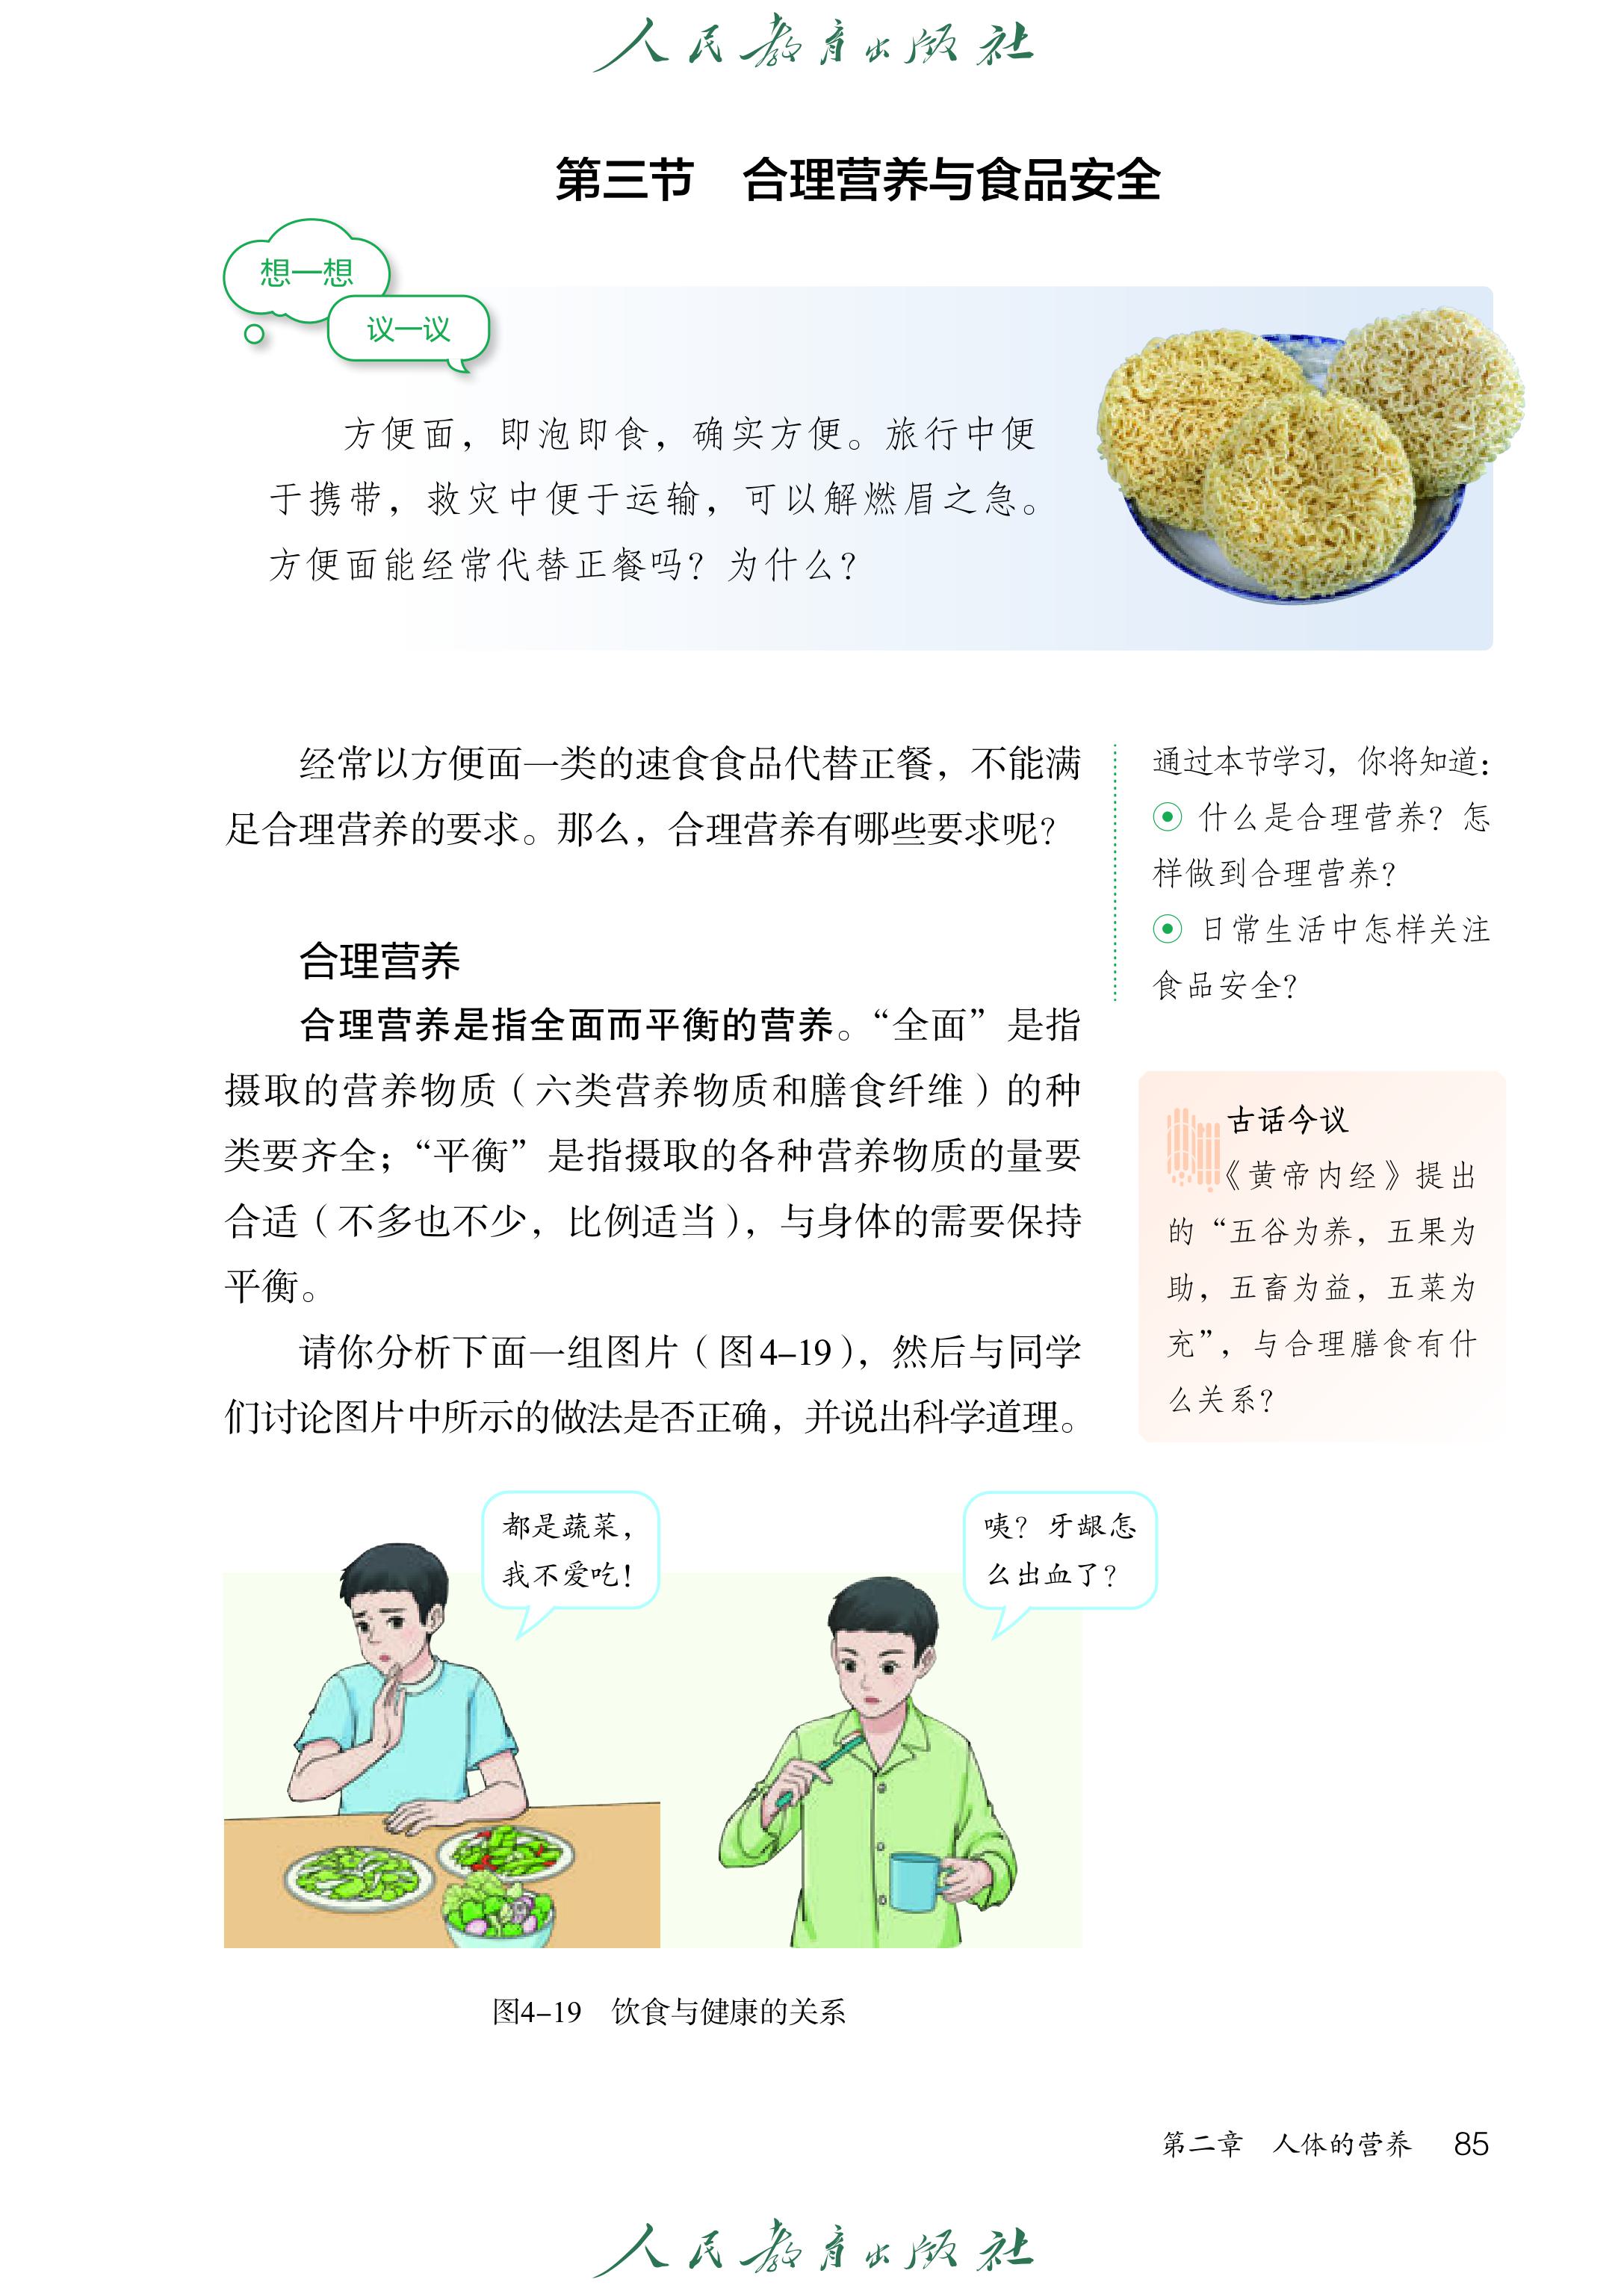 人民教育出版社
第三节 合理营养与食品安全
想一想
议一议
方便面，即泡即食，确实方便。旅行中便
于携带，救灾中便于运输，可以解燃眉之急。
方便面能经常代替正餐吗？为什么？
经常以方便面一类的速食食品代替正餐，不能满
足合理营养的要求。那么，合理营养有哪些要求呢？
通过本节学习，你将知道：
什么是合理营养？怎
样做到合理营养？
日常生活中怎样关注
食品安全？
合理营养
合理营养是指全面而平衡的营养。“全面”是指
摄取的营养物质（六类营养物质和膳食纤维）的种
类要齐全；“平衡”是指摄取的各种营养物质的量要
合适（不多也不少，比例适当），与身体的需要保持
平衡。
请你分析下面一组图片（图4–19），然后与同学
们讨论图片中所示的做法是否正确，并说出科学道理。
古话今议
《黄帝内经》提出
的“五谷为养，五果为
助，五畜为益，五菜为
充”，与合理膳食有什
么关系？
都是蔬菜，
我不爱吃！
咦？牙龈怎
么出血了？
图4–19 饮食与健康的关系
第二章 人体的营养 85
人民教育出版社